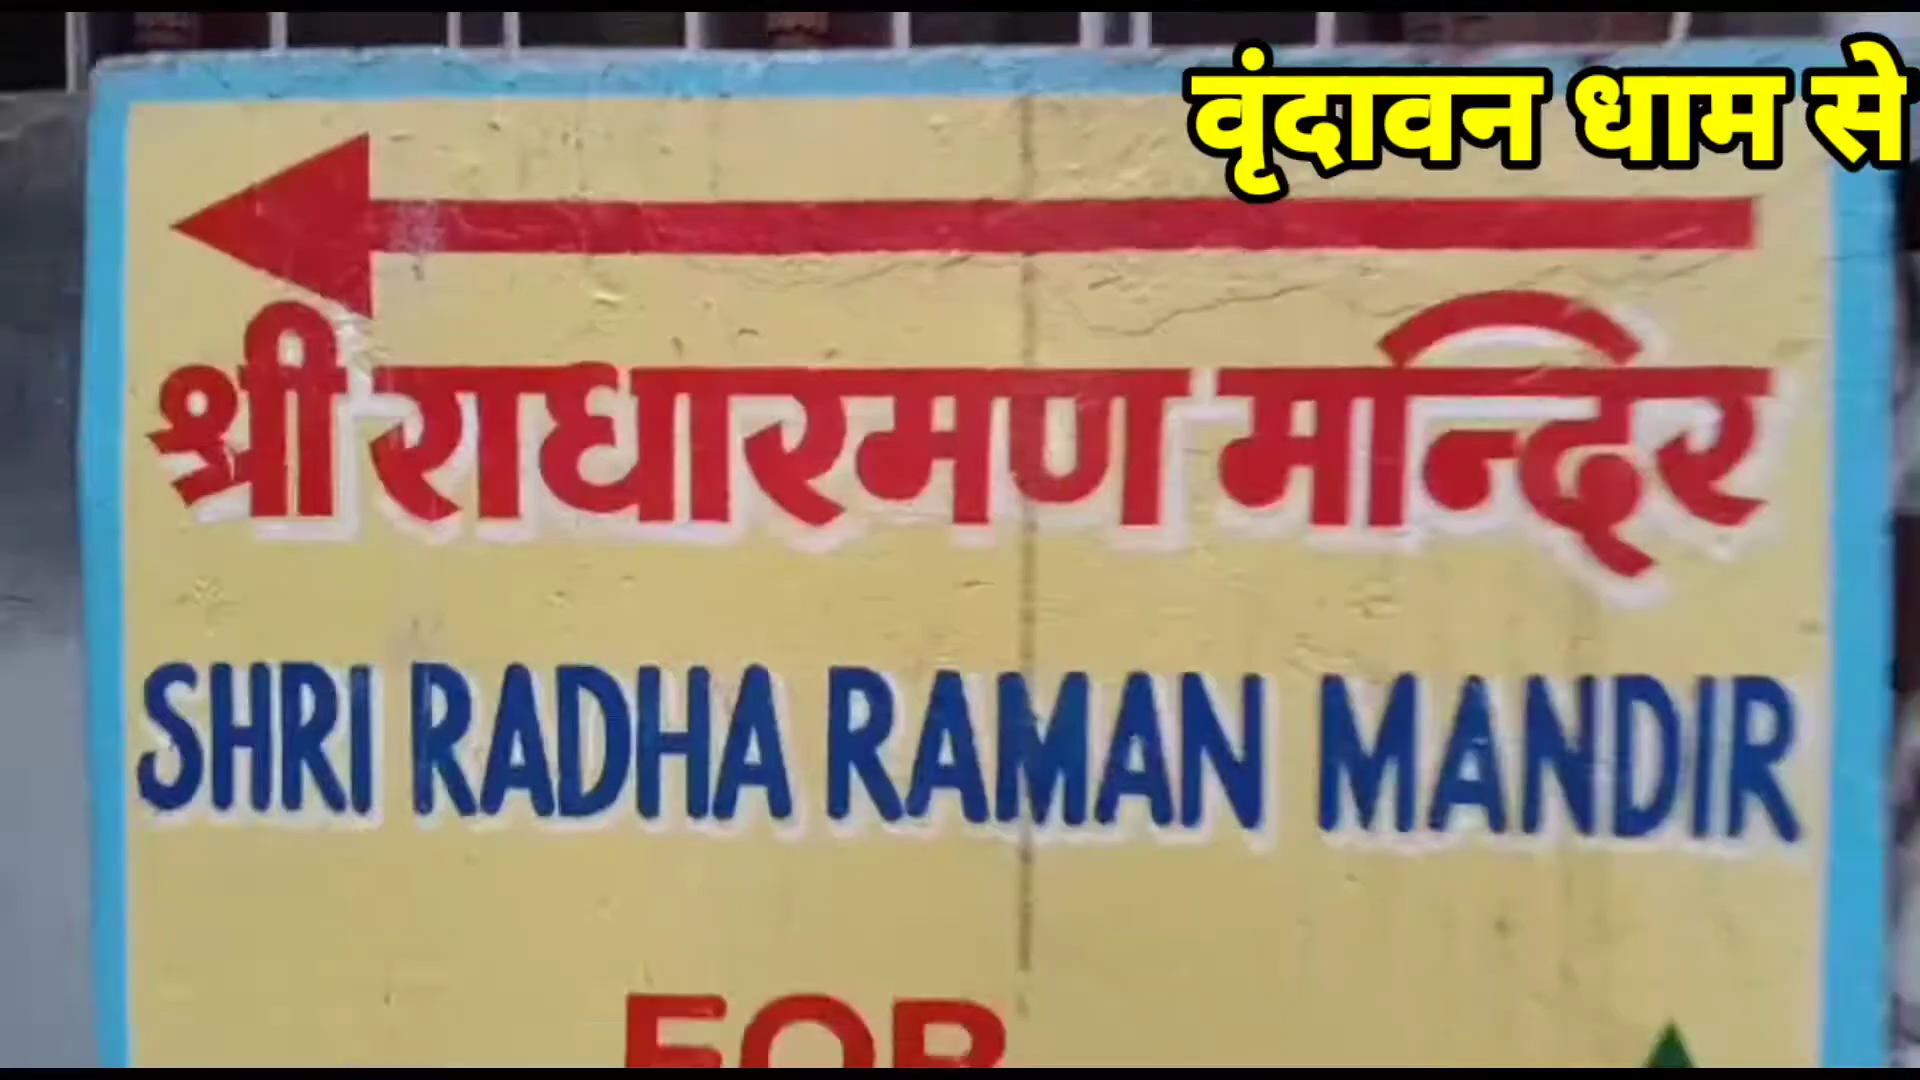 वृंदावन धाम से
श्री राधारमण मन्दिर
SHRI RADHA RAMAN MANDIR
FOR